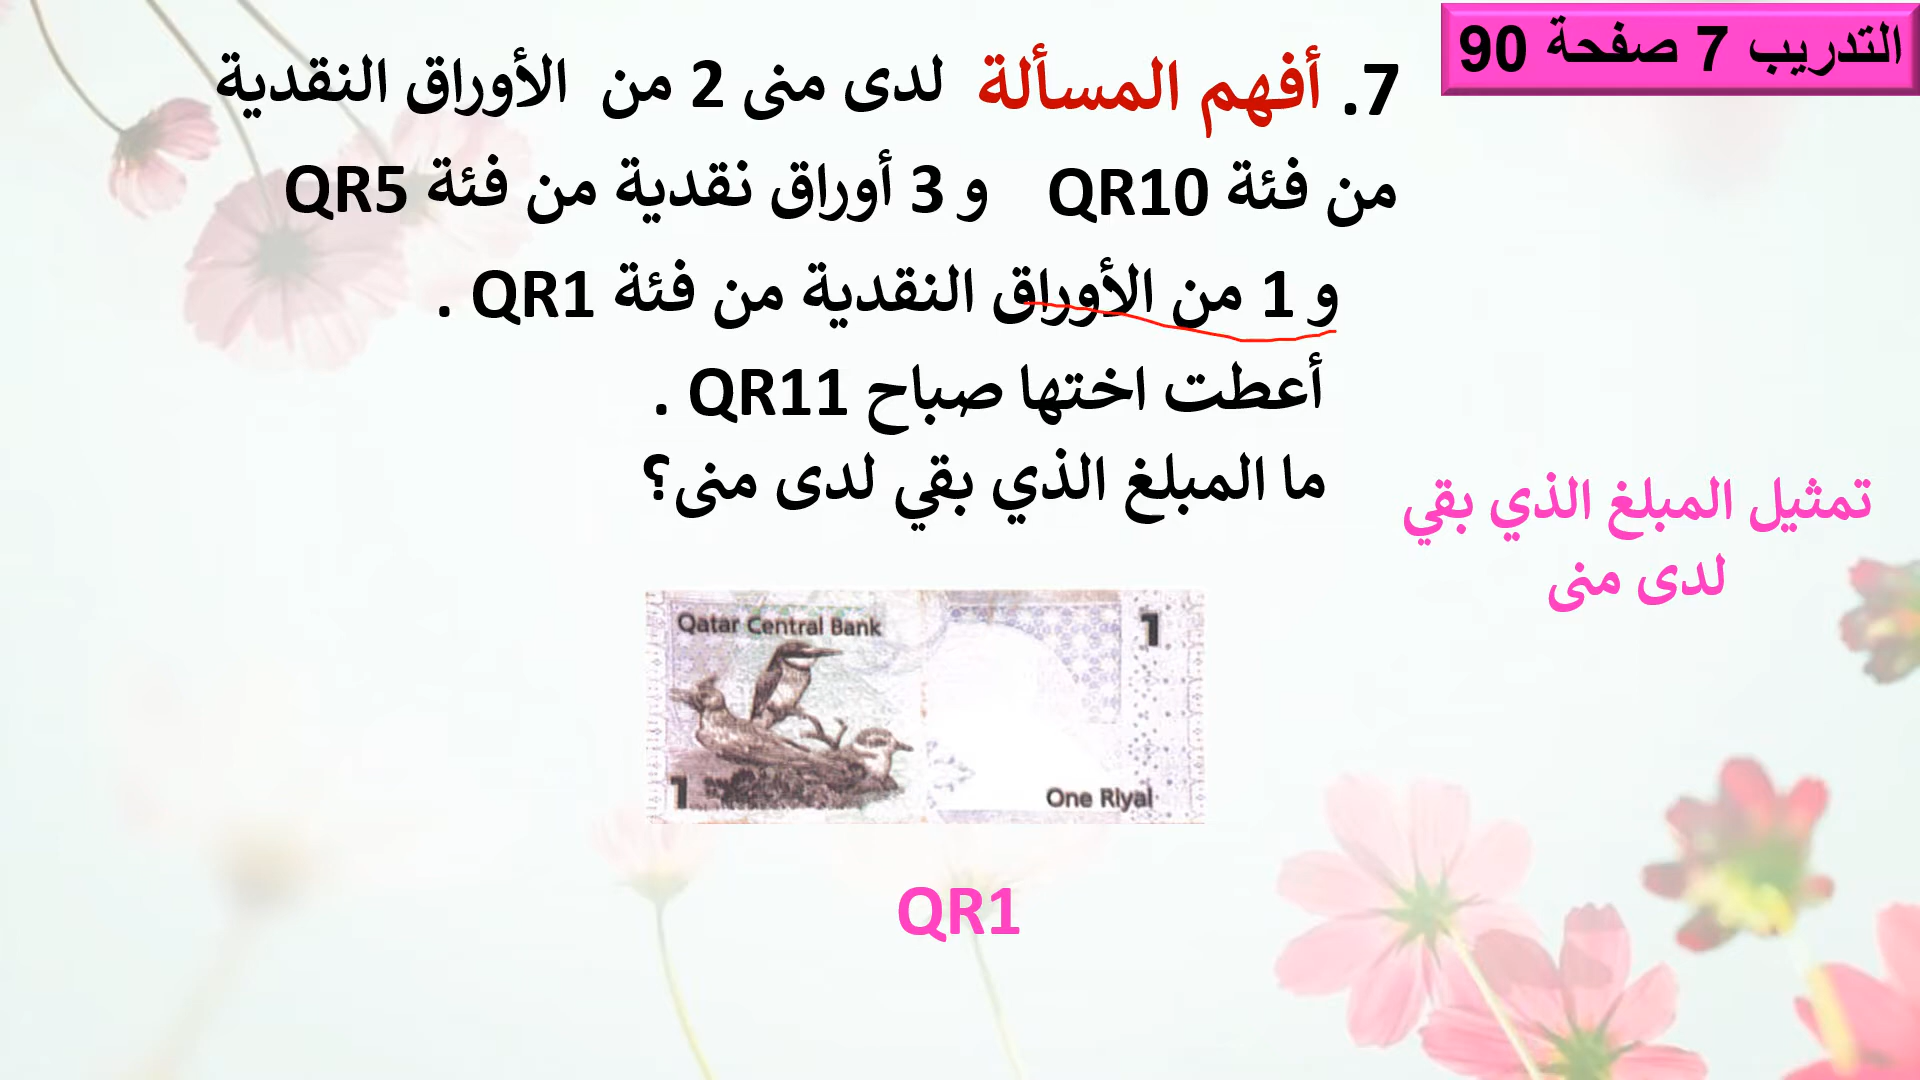 التدريب 7 صفحة 90
7. أفهم المسألة لدى منى 2 من الأوراق النقدية
من فئة QR10 و 3 أوراق نقدية من فئة QR5
و 1 من الأوراق النقدية من فئة QR1 .
أعطت اختها صباح QR11 .
ما المبلغ الذي بقي لدى منى؟
تمثيل المبلغ الذي بقي
لدى منى
Qatar Central Bank
1
1
One Riyal
QR1